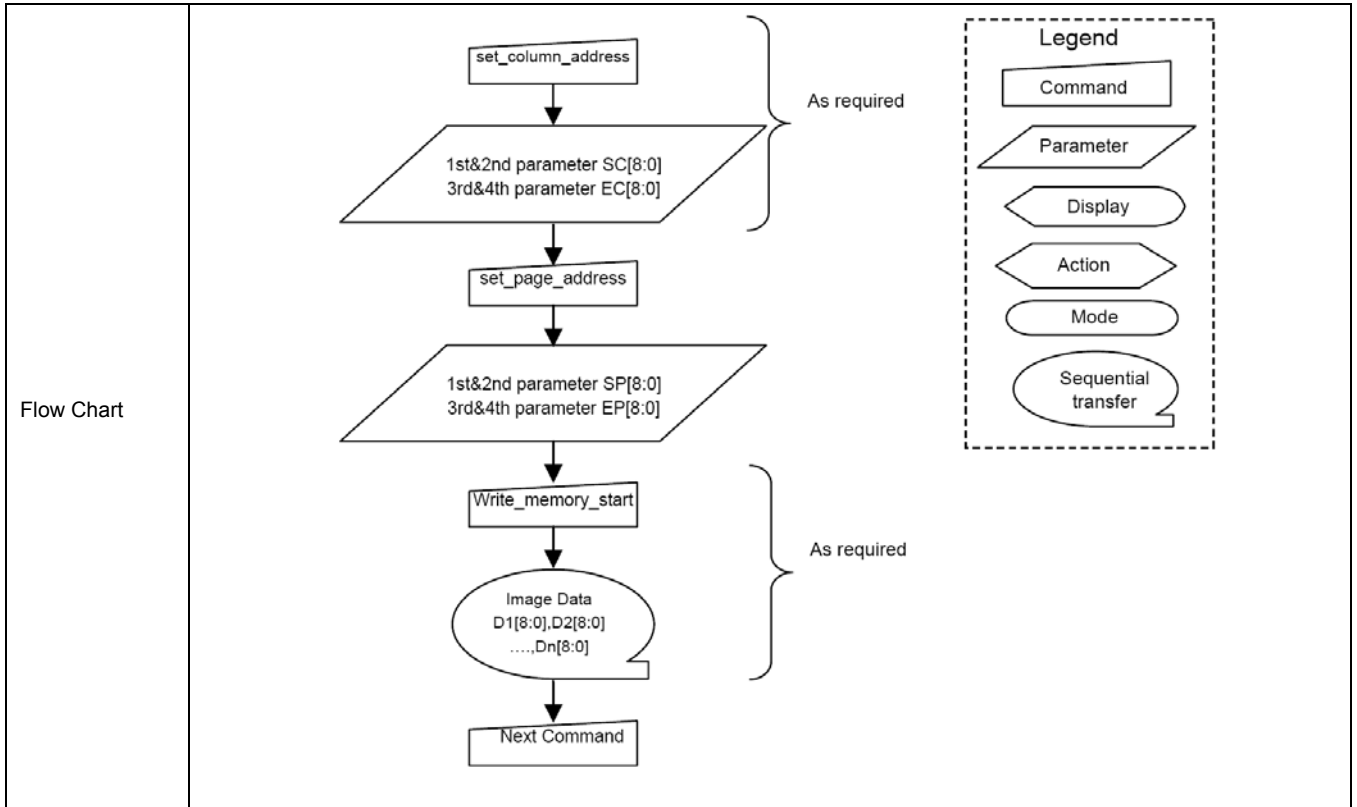 Flow Chart
set_column_address
1st&2nd parameter SC[8:0]
3rd&4th parameter EC[8:0]
As required
set_page_address
1st&2nd parameter SP[8:0]
3rd&4th parameter EP[8:0]
Write_memory_start
Image Data
D1[8:0],D2[8:0]
....,Dn[8:0]
As required
Next Command
Legend
Command
Parameter
Display
Action
Mode
Sequential
transfer